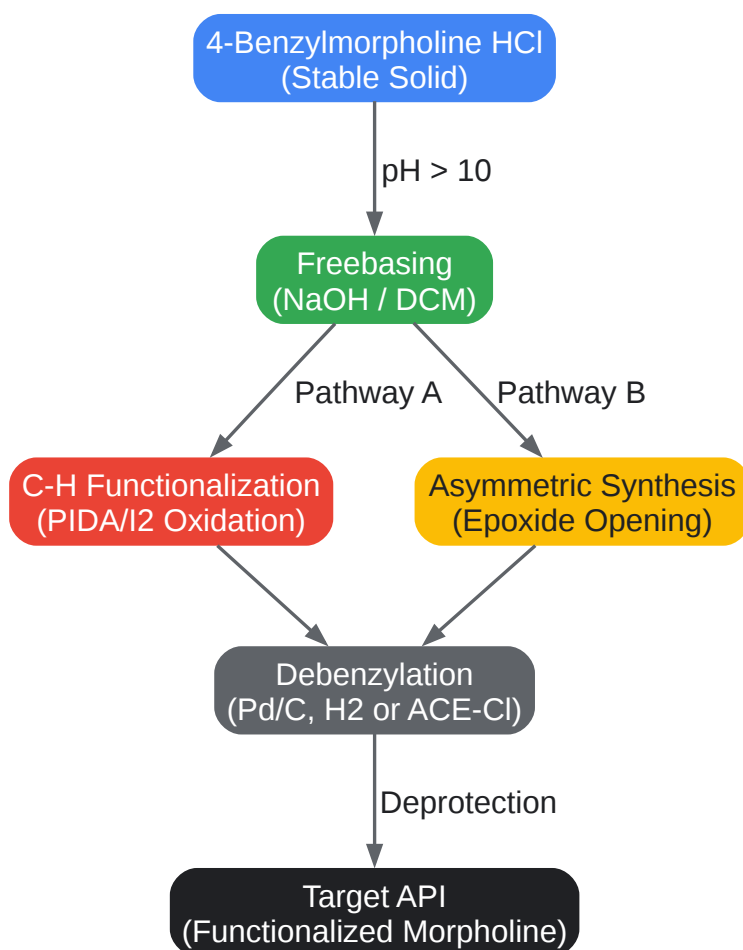 4-Benzylmorpholine HCl
(Stable Solid)
pH > 10
Freebasing
(NaOH / DCM)
Pathway A
Pathway B
C-H Functionalization
(PIDA/I2 Oxidation)
Asymmetric Synthesis
(Epoxide Opening)
Debenzylation
(Pd/C, H2 or ACE-Cl)
Deprotection
Target API
(Functionalized Morpholine)